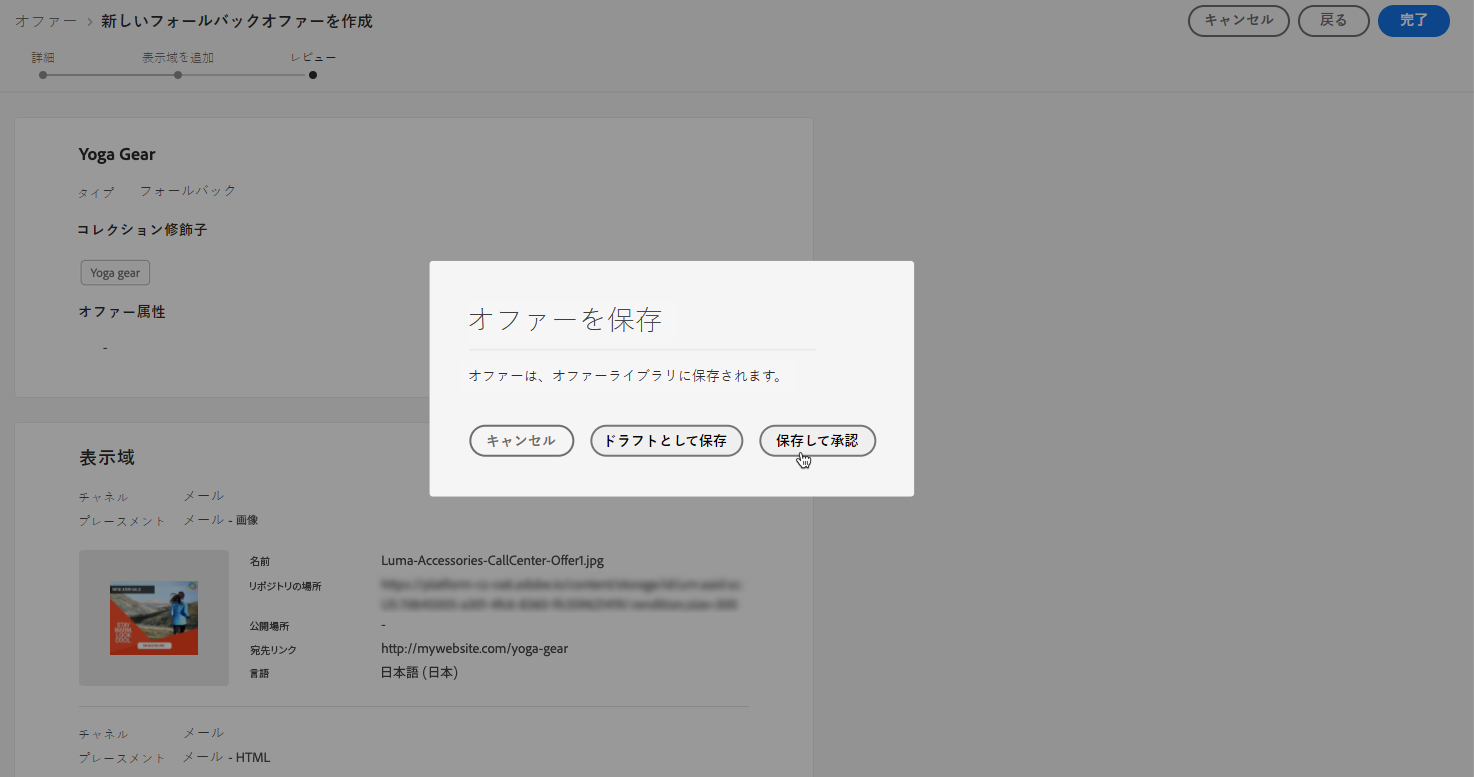 オファー > 新しいフォールバックオファーを作成
キャンセル
戻る
完了
詳細
表示域を追加
レビュー
Yoga Gear
タイプ フォールバック
コレクション修飾子
Yoga gear
オファー属性
-
オファーを保存
オファーは、オファーライブラリに保存されます。
キャンセル
ドラフトとして保存
保存して承認
表示域
チャネル メール
プレースメント メール - 画像
STAY
WARM.
LOOK
COOL.
名前 Luma-Accessories-CallCenter-Offer1.jpg
リポジトリの場所
公開場所 -
宛先リンク http://mywebsite.com/yoga-gear
言語 日本語 (日本)
チャネル メール
プレースメント メール - HTML